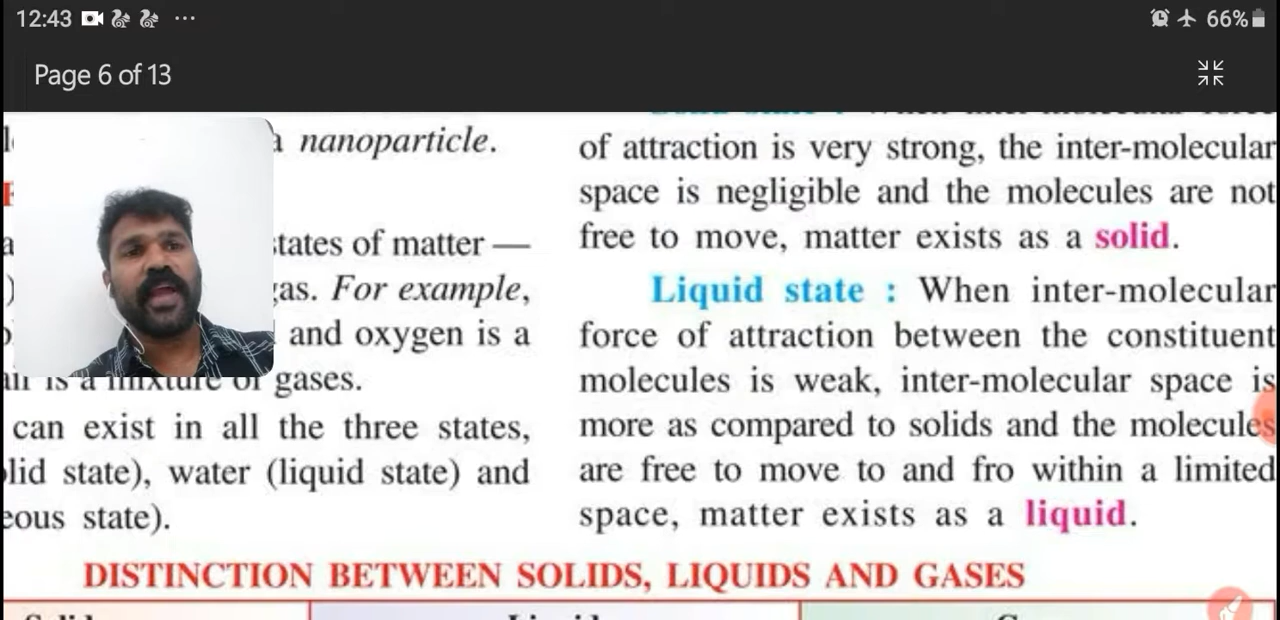 12:43 ...
66%
Page 6 of 13
a nanoparticle.
states of matter —
gas. For example,
and oxygen is a
is a mixture of gases.
can exist in all the three states,
lid state), water (liquid state) and
eous state).
of attraction is very strong, the inter-molecular
space is negligible and the molecules are not
free to move, matter exists as a solid.
Liquid state : When inter-molecular
force of attraction between the constituent
molecules is weak, inter-molecular space is
more as compared to solids and the molecules
are free to move to and fro within a limited
space, matter exists as a liquid.
DISTINCTION BETWEEN SOLIDS, LIQUIDS AND GASES